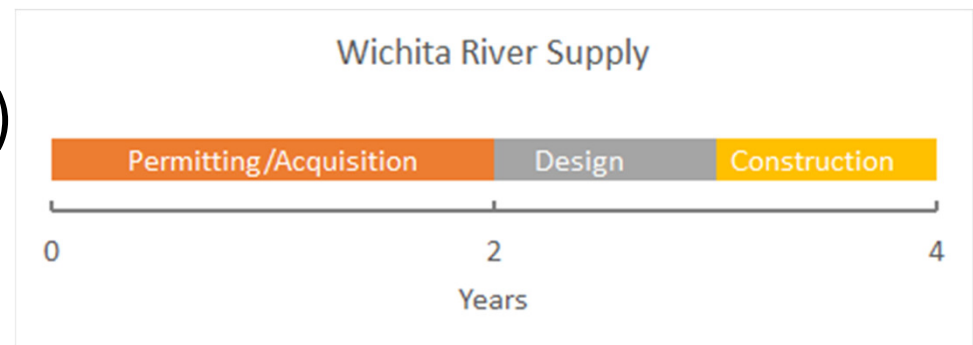 Wichita River Supply
)
Permitting/Acquisition Design Construction
0 2 4
Years